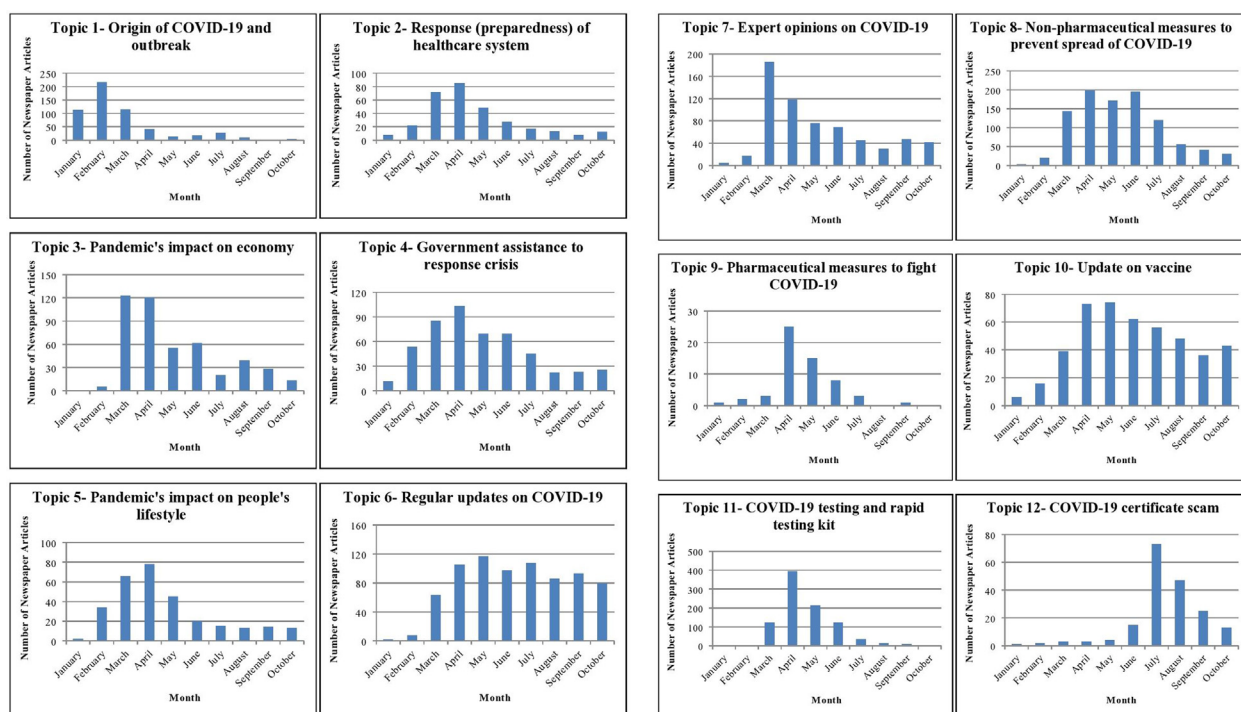 Topic 1- Origin of COVID-19 and
outbreak
Number of Newspaper Articles
250
200
150
100
50
0
January
February
March
April
May
June
July
August
September
October
Month
Topic 2- Response (preparedness) of
healthcare system
Number of Newspaper Articles
100
80
60
40
20
0
January
February
March
April
May
June
July
August
September
October
Month
Topic 3- Pandemic's impact on economy
Number of Newspaper Articles
150
120
90
60
30
0
January
February
March
April
May
June
July
August
September
October
Month
Topic 4- Government assistance to
response crisis
Number of Newspaper Articles
120
90
60
30
0
January
February
March
April
May
June
July
August
September
October
Month
Topic 5- Pandemic's impact on people's
lifestyle
Number of Newspaper Articles
100
80
60
40
20
0
January
February
March
April
May
June
July
August
September
October
Month
Topic 6- Regular updates on COVID-19
Number of Newspaper Articles
160
120
80
40
0
January
February
March
April
May
June
July
August
September
October
Month
Topic 7- Expert opinions on COVID-19
Number of Newspaper Articles
200
160
120
80
40
0
January
February
March
April
May
June
July
August
September
October
Month
Topic 8- Non-pharmaceutical measures to
prevent spread of COVID-19
Number of Newspaper Articles
250
200
150
100
50
0
January
February
March
April
May
June
July
August
September
October
Month
Topic 9- Pharmaceutical measures to fight
COVID-19
Number of Newspaper Articles
30
20
10
0
January
February
March
April
May
June
July
August
September
October
Month
Topic 10- Update on vaccine
Number of Newspaper Articles
80
60
40
20
0
January
February
March
April
May
June
July
August
September
October
Month
Topic 11- COVID-19 testing and rapid
testing kit
Number of Newspaper Articles
500
400
300
200
100
0
January
February
March
April
May
June
July
August
September
October
Month
Topic 12- COVID-19 certificate scam
Number of Newspaper Articles
80
60
40
20
0
January
February
March
April
May
June
July
August
September
October
Month